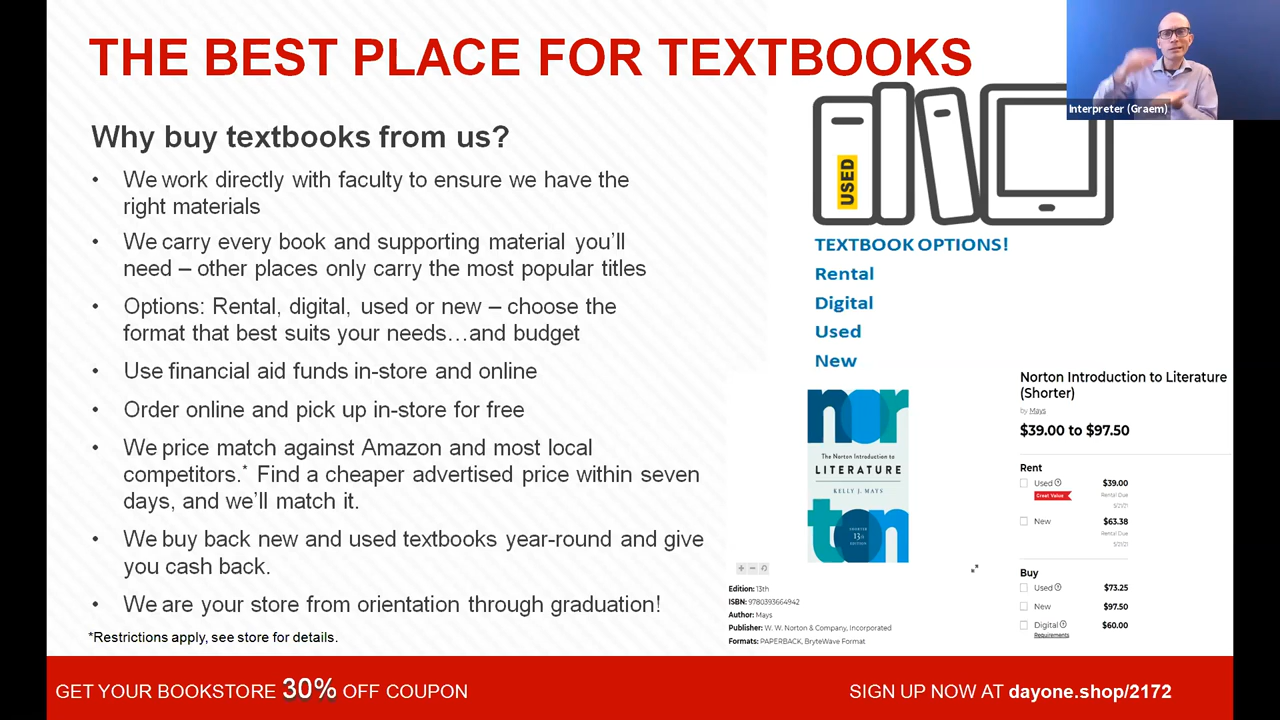 THE BEST PLACE FOR TEXTBOOKS
Interpreter (Graem)
Why buy textbooks from us?
• We work directly with faculty to ensure we have the
right materials
• We carry every book and supporting material you'll
need – other places only carry the most popular titles
• Options: Rental, digital, used or new – choose the
format that best suits your needs…and budget
• Use financial aid funds in-store and online
• Order online and pick up in-store for free
• We price match against Amazon and most local
competitors.* Find a cheaper advertised price within seven
days, and we'll match it.
• We buy back new and used textbooks year-round and give
you cash back.
• We are your store from orientation through graduation!
*Restrictions apply, see store for details.
USED
TEXTBOOK OPTIONS!
Rental
Digital
Used
New
nor
The Norton Introduction to
LITERATURE
KELLY J. MAYS
ton
SHORTER
13th
EDITION
Edition: 13th
ISBN: 9780393664942
Author: Mays
Publisher: W. W. Norton & Company, Incorporated
Formats: PAPERBACK, BryteWave Format
Norton Introduction to Literature
(Shorter)
by Mays
$39.00 to $97.50
Rent
Used $39.00
Great Value Rental Due
5/21/21
New $63.38
Rental Due
5/21/21
Buy
Used $73.25
New $97.50
Digital $60.00
Requirements
GET YOUR BOOKSTORE 30% OFF COUPON
SIGN UP NOW AT dayone.shop/2172